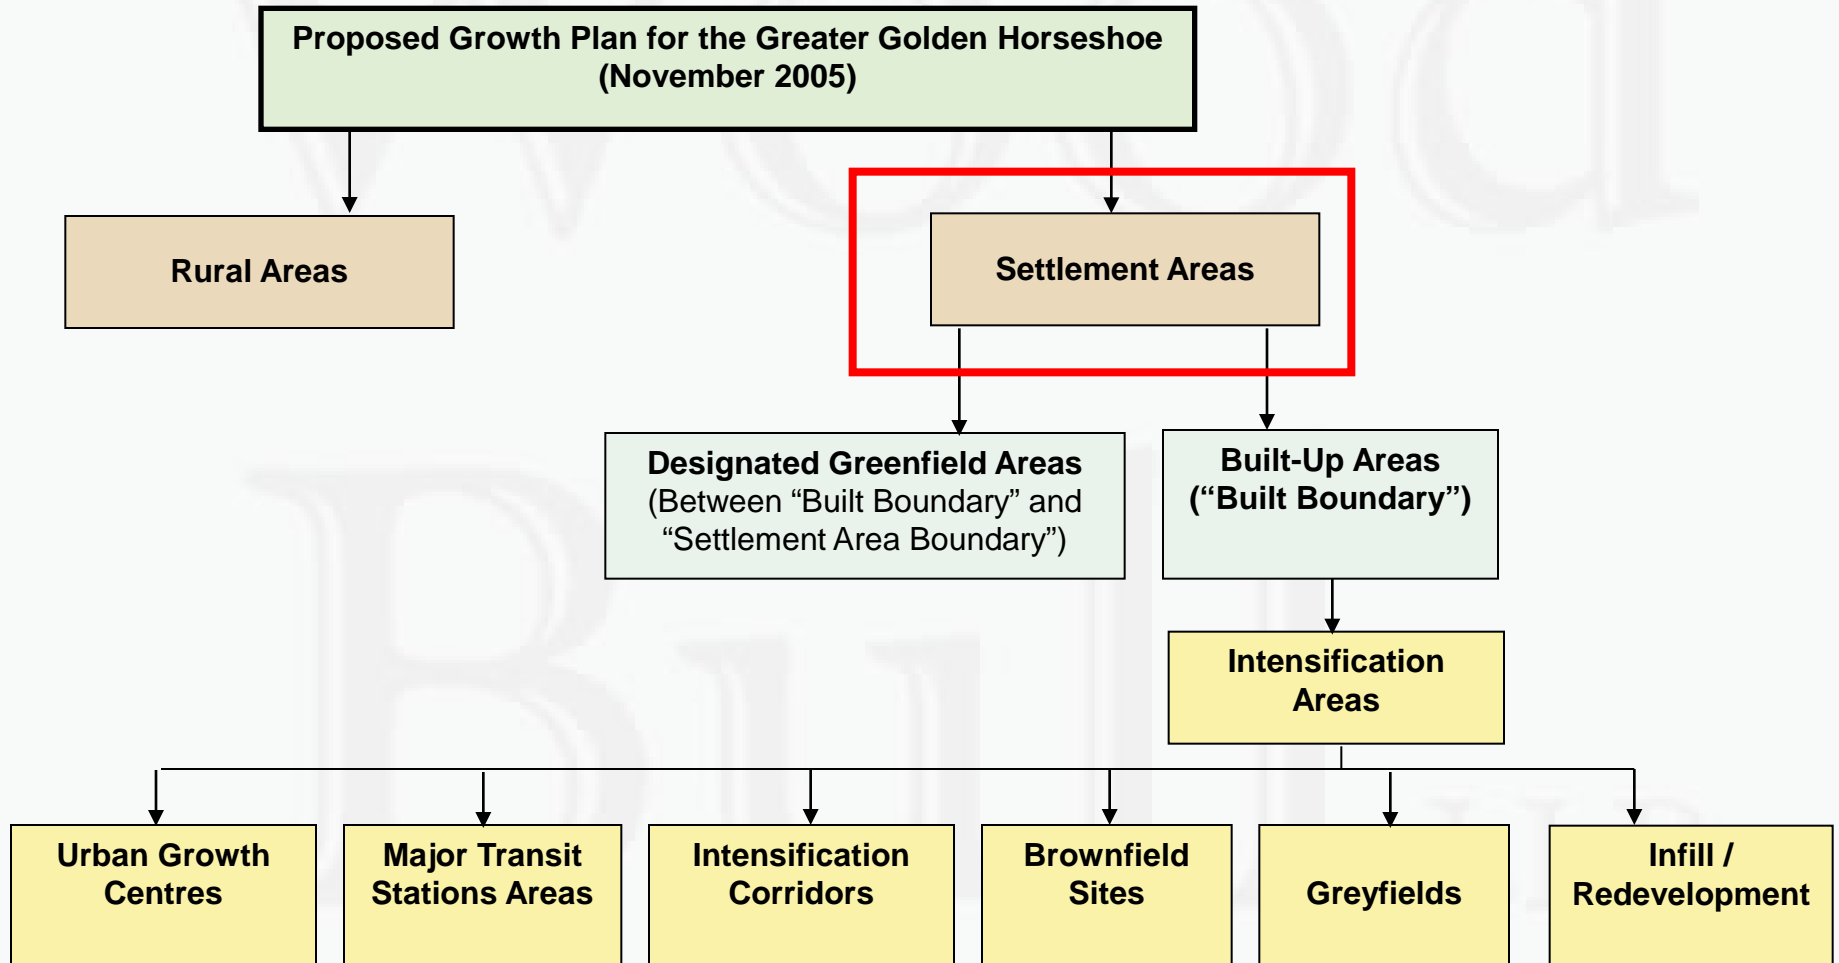 Proposed Growth Plan for the Greater Golden Horseshoe
(November 2005)
Rural Areas
Settlement Areas
Designated Greenfield Areas
(Between “Built Boundary” and
“Settlement Area Boundary”)
Built-Up Areas
(“Built Boundary”)
Intensification
Areas
Urban Growth
Centres
Major Transit
Stations Areas
Intensification
Corridors
Brownfield
Sites
Greyfields
Infill /
Redevelopment